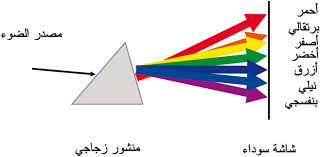 أحمر
برتقالي
أصفر
أخضر
أزرق
نيلي
بنفسجي
مصدر الضوء
منشور زجاجي
شاشة سوداء